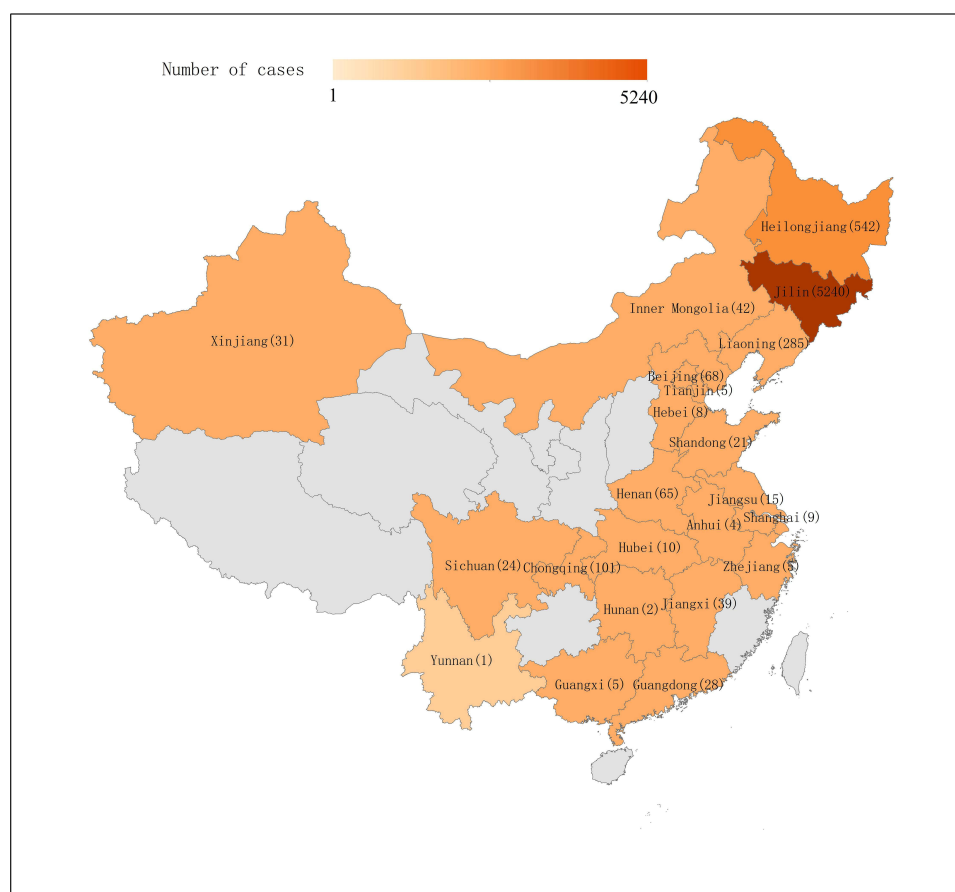 Number of cases
1
5240
Heilongjiang(542)
Jilin(5240)
Inner Mongolia(42)
Xinjiang(31)
Liaoning(285)
Beijing(68)
Tianjin(5)
Hebei(8)
Shandong(21)
Henan(65)
Jiangsu(15)
Shanghai(9)
Anhui(4)
Hubei(10)
Sichuan(24)
Chongqing(101)
Zhejiang(5)
Hunan(2)
Jiangxi(39)
Yunnan(1)
Guangxi(5)
Guangdong(28)